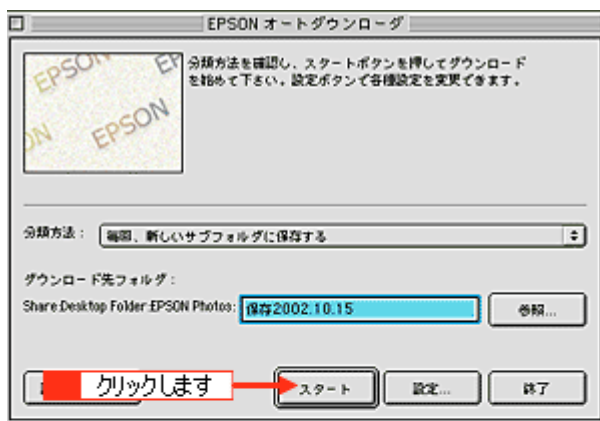 EPSON オートダウンローダ
EPSON
EPSON
分類方法を確認し、スタートボタンを押してダウンロード
を始めて下さい。設定ボタンで各種設定を変更できます。
分類方法：
毎回、新しいサブフォルダに保存する
ダウンロード先フォルダ：
Share:Desktop Folder:EPSON Photos:
保存2002.10.15
参照...
クリックします
スタート
設定...
終了